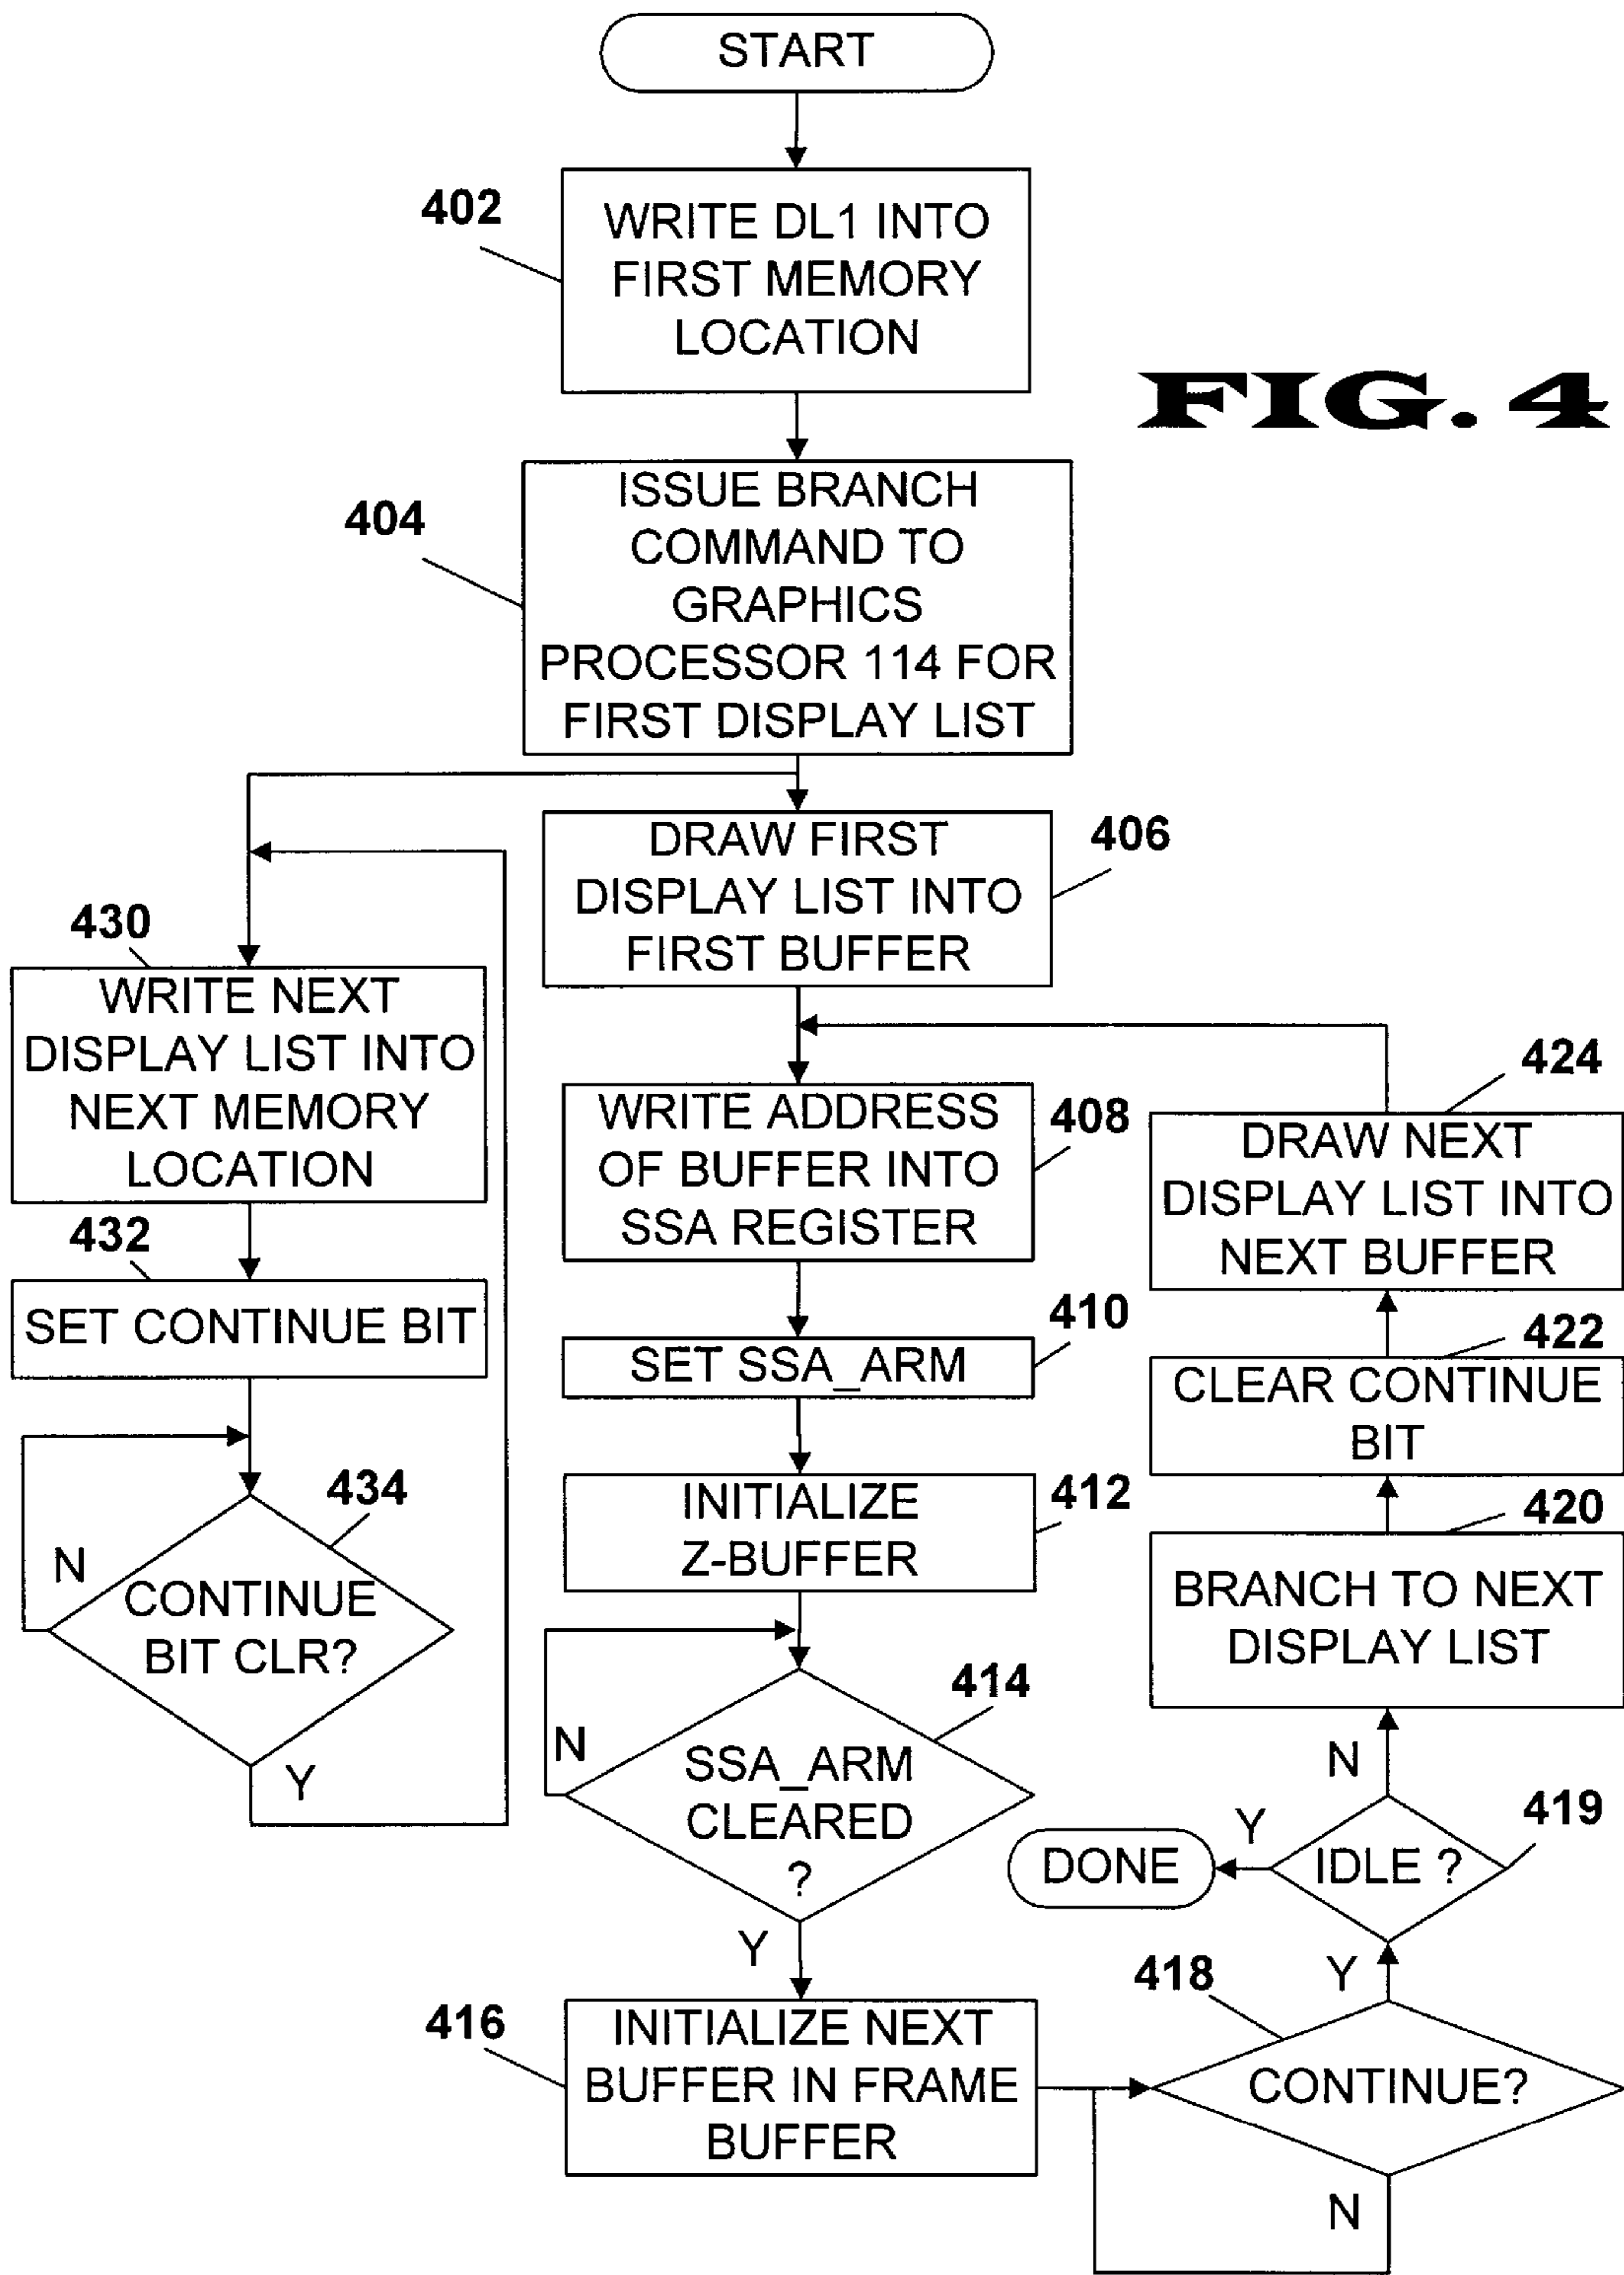 START
402
WRITE DL1 INTO
FIRST MEMORY
LOCATION
FIG. 4
404
ISSUE BRANCH
COMMAND TO
GRAPHICS
PROCESSOR 114 FOR
FIRST DISPLAY LIST
406
DRAW FIRST
DISPLAY LIST INTO
FIRST BUFFER
430
WRITE NEXT
DISPLAY LIST INTO
NEXT MEMORY
LOCATION
432
SET CONTINUE BIT
434
N
CONTINUE
BIT CLR?
Y
408
WRITE ADDRESS
OF BUFFER INTO
SSA REGISTER
410
SET SSA_ARM
412
INITIALIZE
Z-BUFFER
414
N
SSA_ARM
CLEARED
?
Y
416
INITIALIZE NEXT
BUFFER IN FRAME
BUFFER
424
DRAW NEXT
DISPLAY LIST INTO
NEXT BUFFER
422
CLEAR CONTINUE
BIT
420
BRANCH TO NEXT
DISPLAY LIST
N
419
Y
DONE
IDLE ?
418
Y
CONTINUE?
N